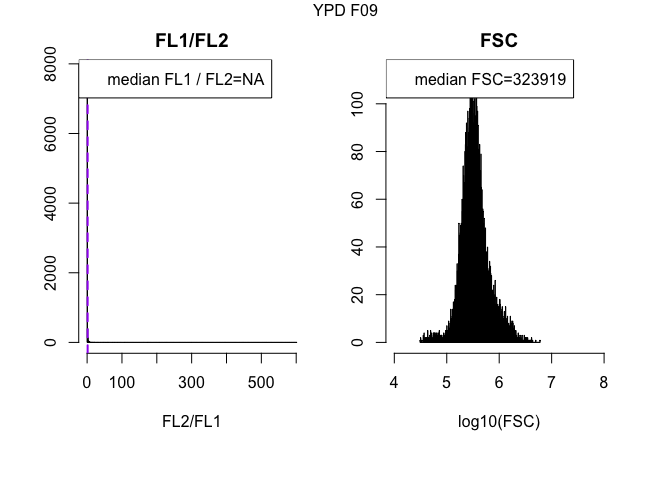 YPD F09
FL1/FL2
median FL1 / FL2=NA
8000
6000
4000
2000
0
0 100 300 500
FL2/FL1
FSC
median FSC=323919
100
80
60
40
20
0
4 5 6 7 8
log10(FSC)